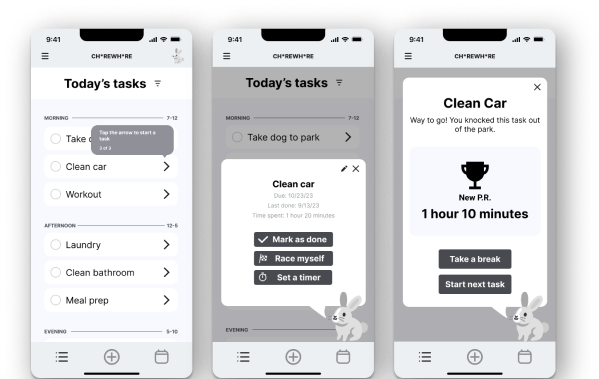 9:41
CH*REWH*RE
Today's tasks
MORNING 7-12
Take
Tap the arrow to start a
task
Clean car
Workout
AFTERNOON 12-5
Laundry
Clean bathroom
Meal prep
EVENING 5-10
9:41
CH*REWH*RE
Today's tasks
MORNING 7-12
Take dog to park
Clean car
Due: 10/23/23
Last done: 9/13/23
Time spent: 1 hour 20 minutes
Mark as done
Race myself
Set a timer
EVENING 5-10
9:41
CH*REWH*RE
Clean Car
Way to go! You knocked this task out
of the park.
New P.R.
1 hour 10 minutes
Take a break
Start next task